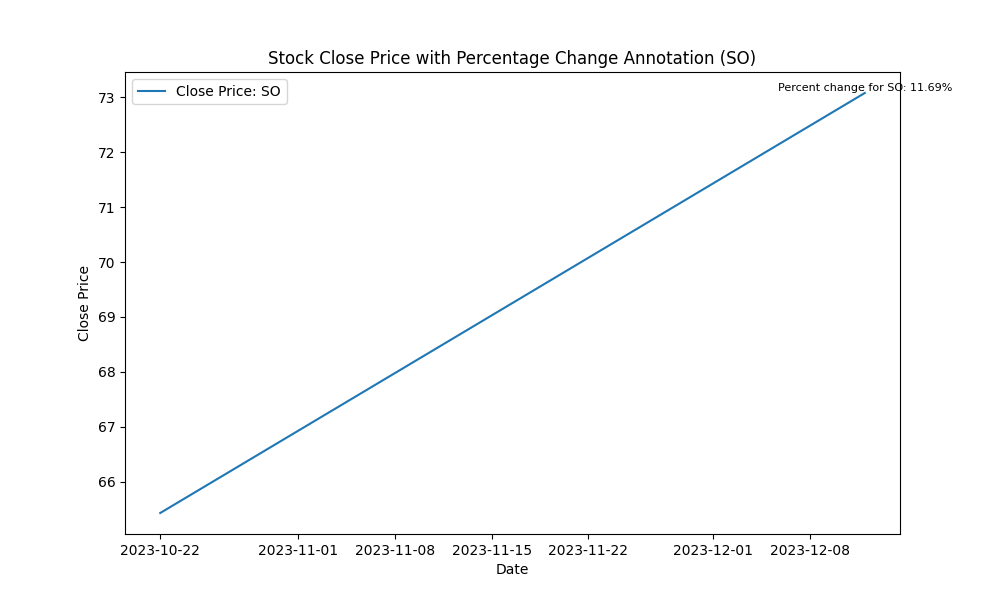 Stock Close Price with Percentage Change Annotation (SO)
Close Price: SO
Percent change for SO: 11.69%
73
72
71
70
69
68
67
66
Close Price
2023-10-22 2023-11-01 2023-11-08 2023-11-15 2023-11-22 2023-12-01 2023-12-08
Date